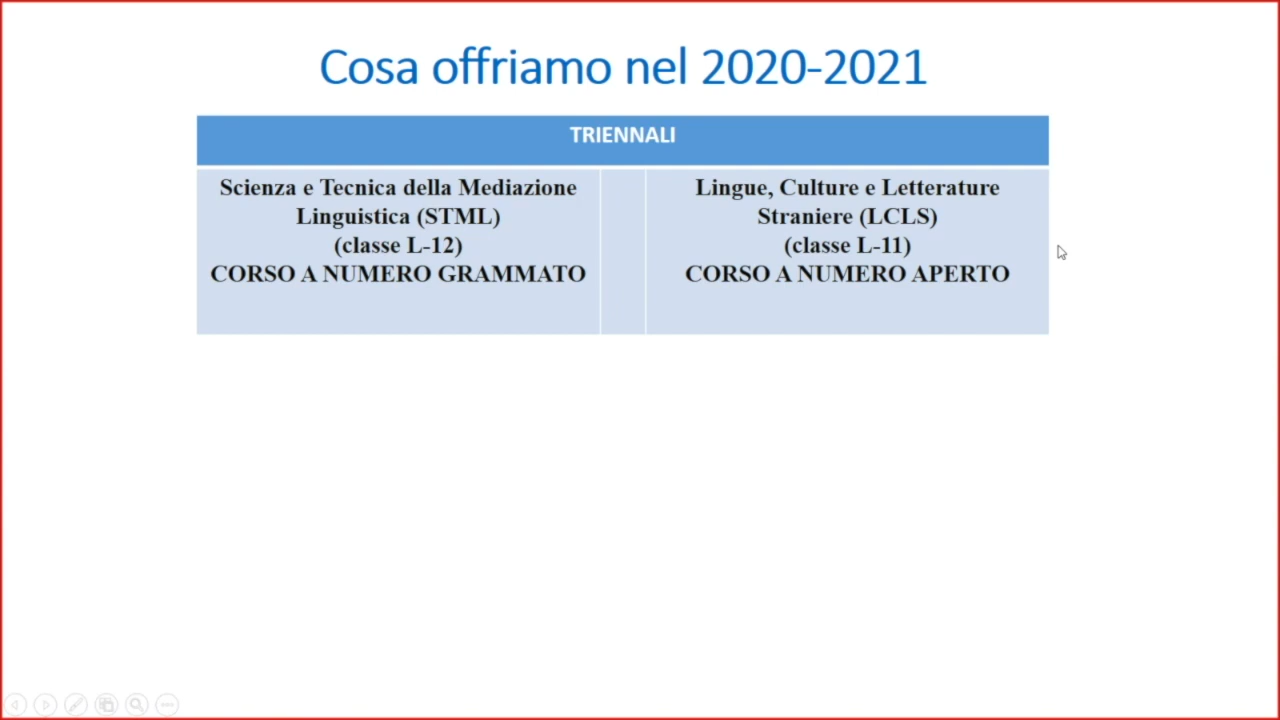 Cosa offriamo nel 2020-2021
TRIENNALI
Scienza e Tecnica della Mediazione
Linguistica (STML)
(classe L-12)
CORSO A NUMERO GRAMMATO
Lingue, Culture e Letterature
Straniere (LCLS)
(classe L-11)
CORSO A NUMERO APERTO